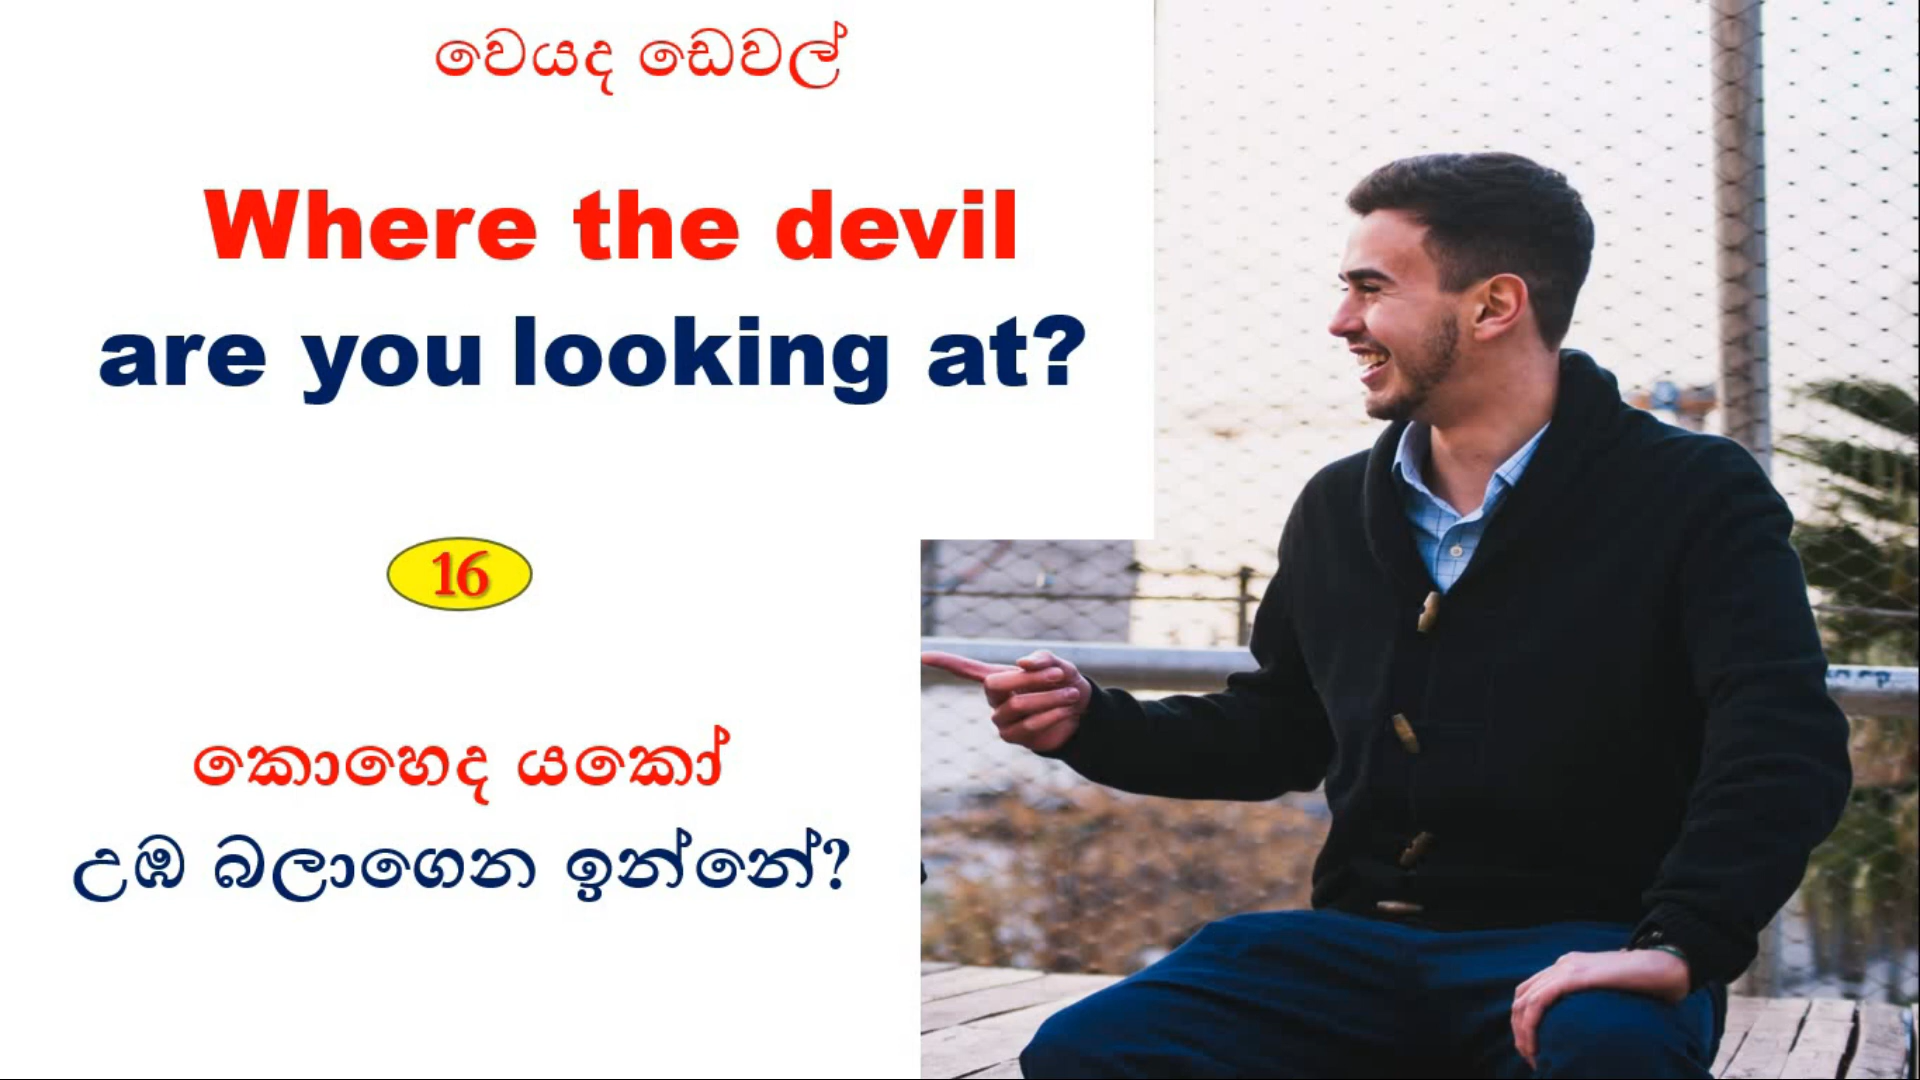 වෙයද ඩෙවල්
Where the devil
are you looking at?
16
කොහෙද යකෝ
උඹ බලාගෙන ඉන්නේ?